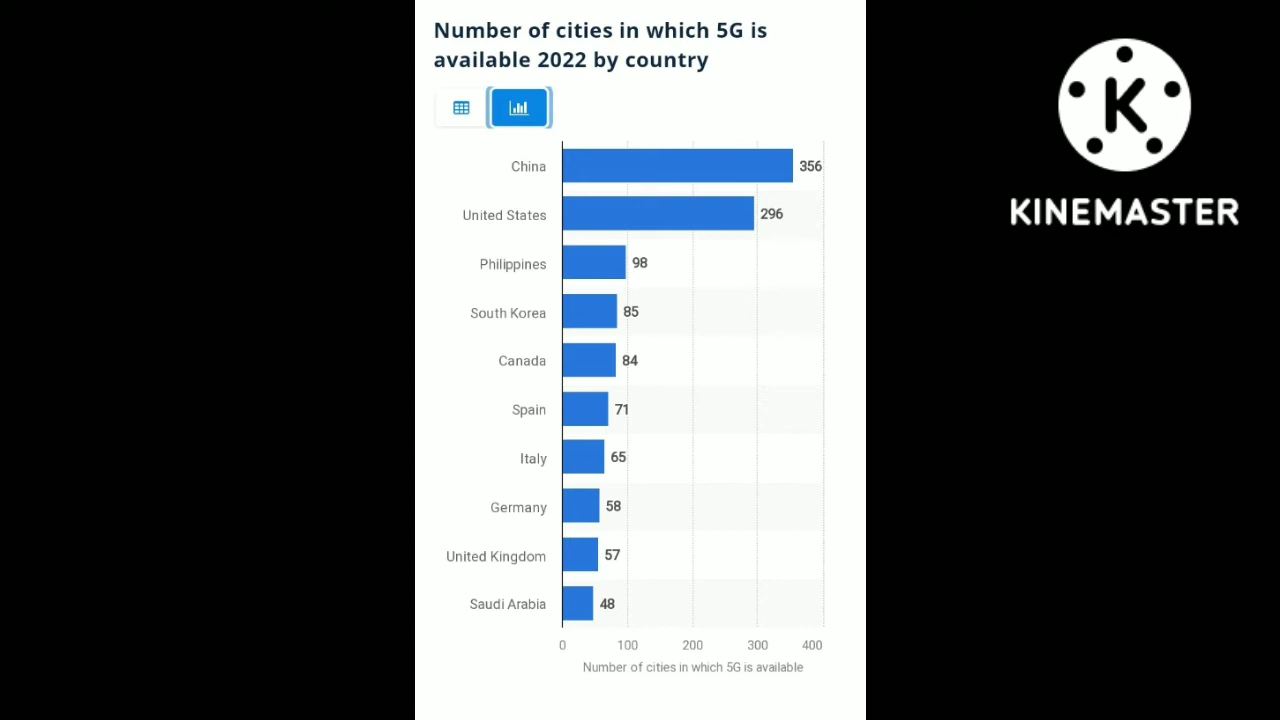 Number of cities in which 5G is
available 2022 by country
China 356
United States 296
Philippines 98
South Korea 85
Canada 84
Spain 71
Italy 65
Germany 58
United Kingdom 57
Saudi Arabia 48
0 100 200 300 400
Number of cities in which 5G is available
K
KINEMASTER